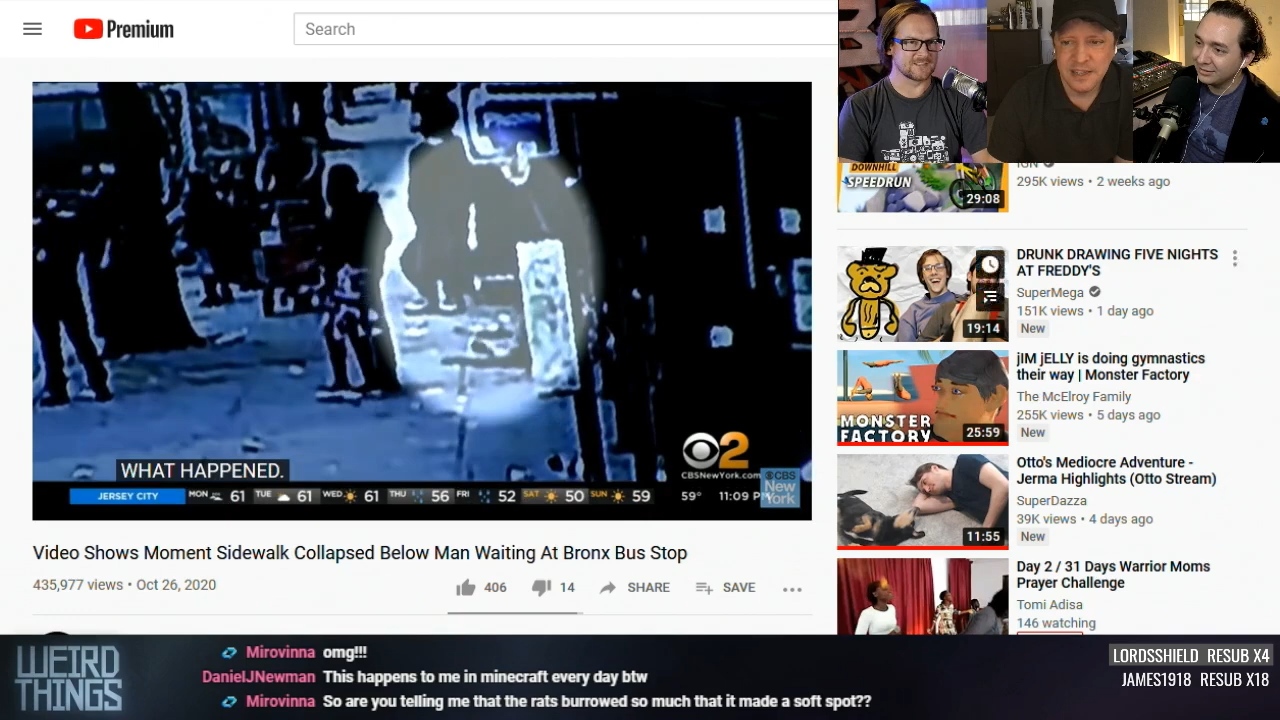 Premium
Search
WHAT HAPPENED.
2
CBSNewYork.com
CBS
New
York
JERSEY CITY MON 61 TUE 61 WED 61 THU 56 FRI 52 SAT 50 SUN 59 59° 11:09 P
Video Shows Moment Sidewalk Collapsed Below Man Waiting At Bronx Bus Stop
435,977 views • Oct 26, 2020
406 14 SHARE SAVE
DOWNHILL
SPEEDRUN
29:08
IGN
295K views • 2 weeks ago
19:14
DRUNK DRAWING FIVE NIGHTS
AT FREDDY'S
SuperMega
151K views • 1 day ago
New
MONSTER
FACTORY
25:59
jIM jELLY is doing gymnastics
their way | Monster Factory
The McElroy Family
255K views • 5 days ago
New
11:55
Otto's Mediocre Adventure -
Jerma Highlights (Otto Stream)
SuperDazza
39K views • 4 days ago
New
Day 2 / 31 Days Warrior Moms
Prayer Challenge
Tomi Adisa
146 watching
WEIRD
THINGS
Mirovinna omg!!!
DanielJNewman This happens to me in minecraft every day btw
Mirovinna So are you telling me that the rats burrowed so much that it made a soft spot??
LORDSSHIELD RESUB X4
JAMES1918 RESUB X18